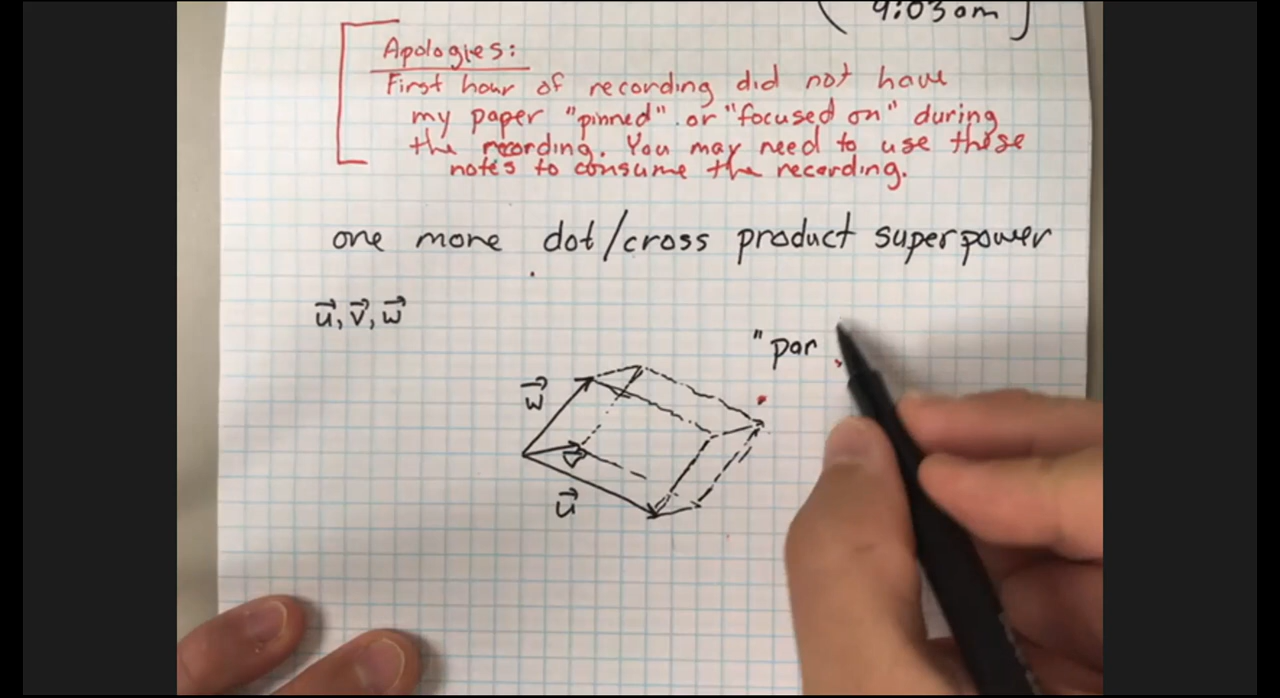 9:03am
Apologies:
First hour of recording did not have
my paper "pinned" or "focused on" during
the recording. You may need to use these
notes to consume the recording.
one more dot/cross product superpower
u⃗, v⃗, w⃗
"par
w⃗
v⃗
u⃗